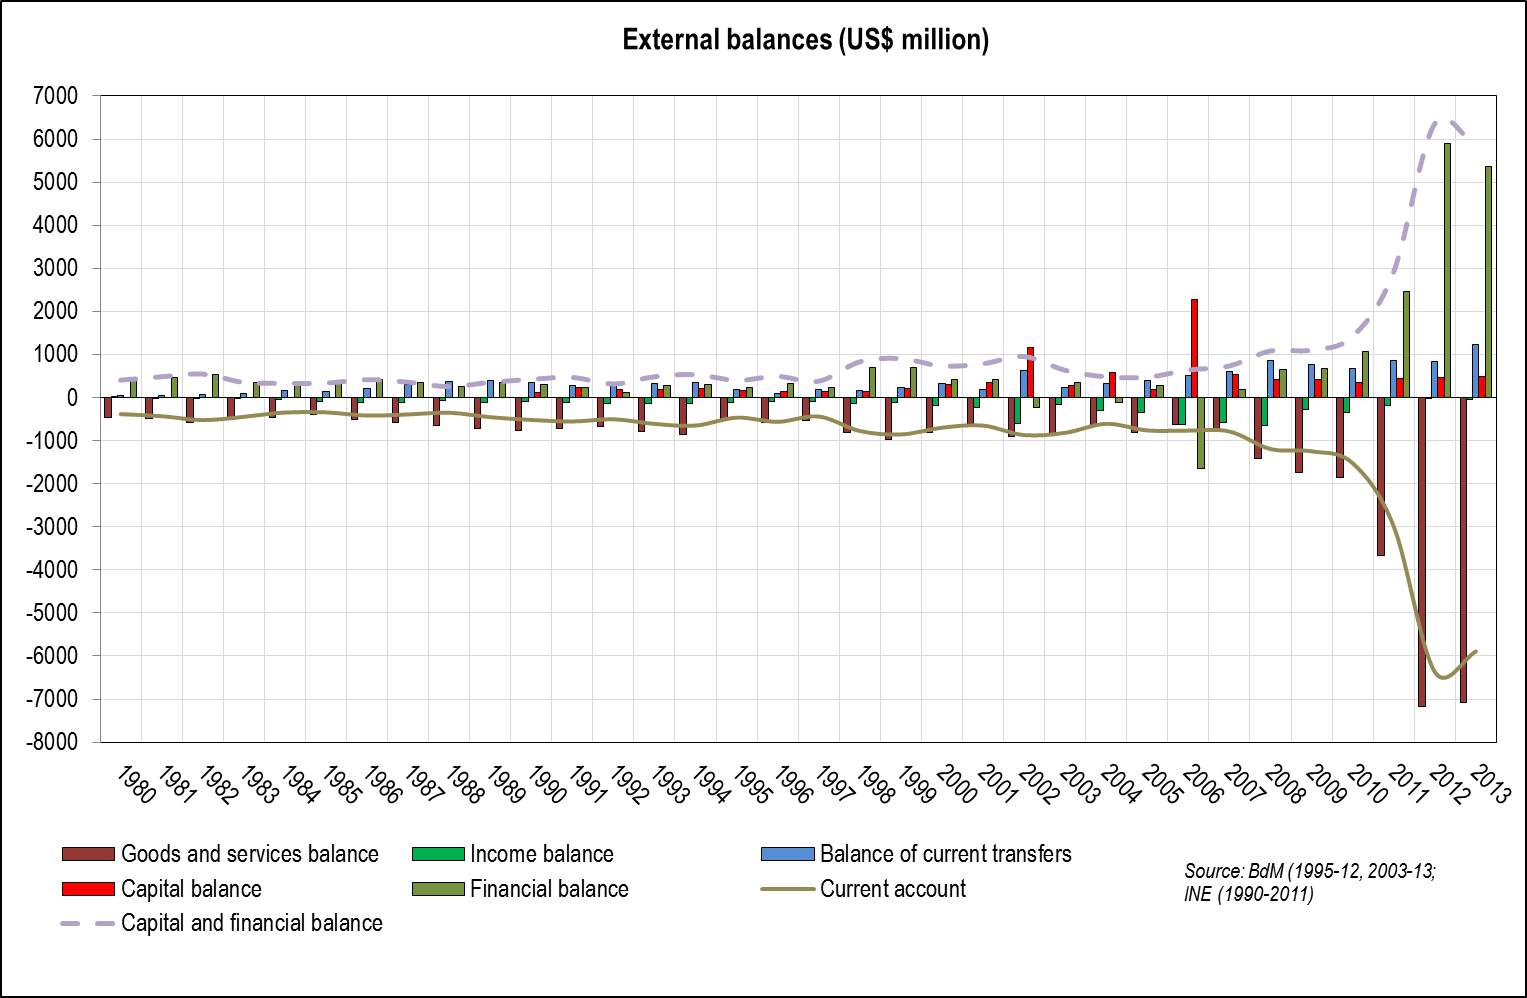 External balances (US$ million)
7000
6000
5000
4000
3000
2000
1000
0
-1000
-2000
-3000
-4000
-5000
-6000
-7000
-8000
1980 1981 1982 1983 1984 1985 1986 1987 1988 1989 1990 1991 1992 1993 1994 1995 1996 1997 1998 1999 2000 2001 2002 2003 2004 2005 2006 2007 2008 2009 2010 2011 2012 2013
Goods and services balance Income balance Balance of current transfers
Capital balance Financial balance Current account
Capital and financial balance
Source: BdM (1995-12, 2003-13;
INE (1990-2011)